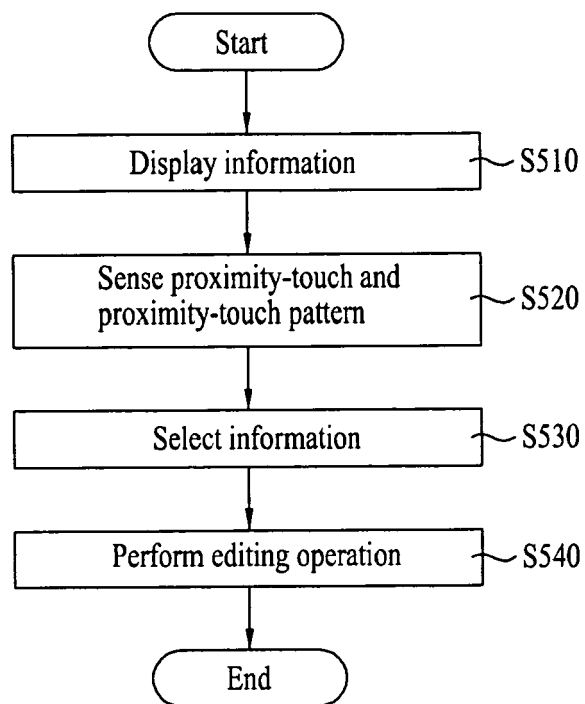 Start
Display information
S510
Sense proximity-touch and
proximity-touch pattern
S520
Select information
S530
Perform editing operation
S540
End